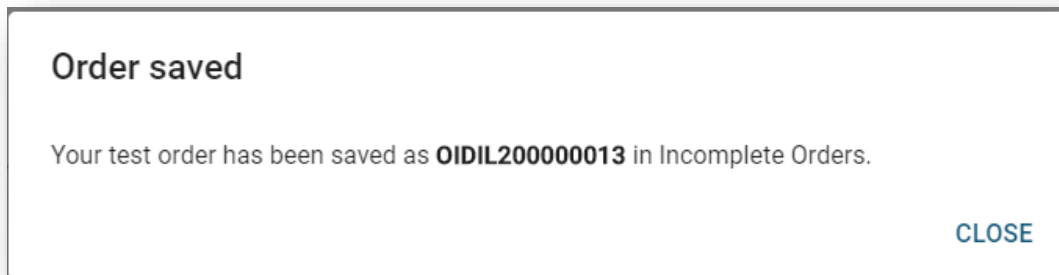 Order saved
Your test order has been saved as OIDIL200000013 in Incomplete Orders.
CLOSE